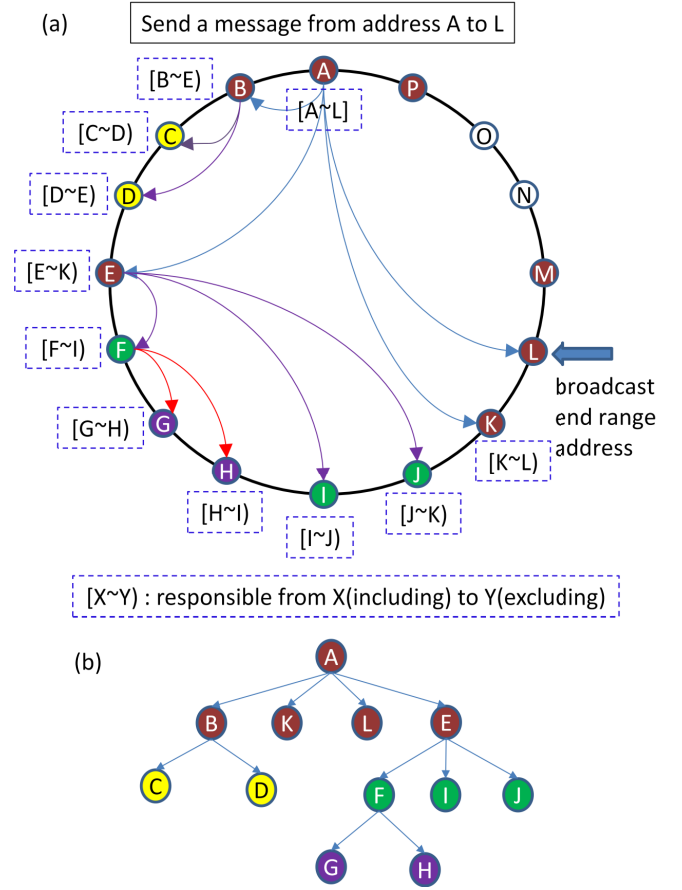 (a)
Send a message from address A to L
[B~E)
B
A
P
[A~L]
[C~D)
C
O
[D~E)
D
N
[E~K)
E
M
[F~I)
F
L
broadcast
end range
address
[G~H)
G
K
[K~L)
H
J
I
[H~I)
[J~K)
[I~J)
[X~Y) : responsible from X(including) to Y(excluding)
(b)
A
B
K
L
E
C
D
F
I
J
G
H